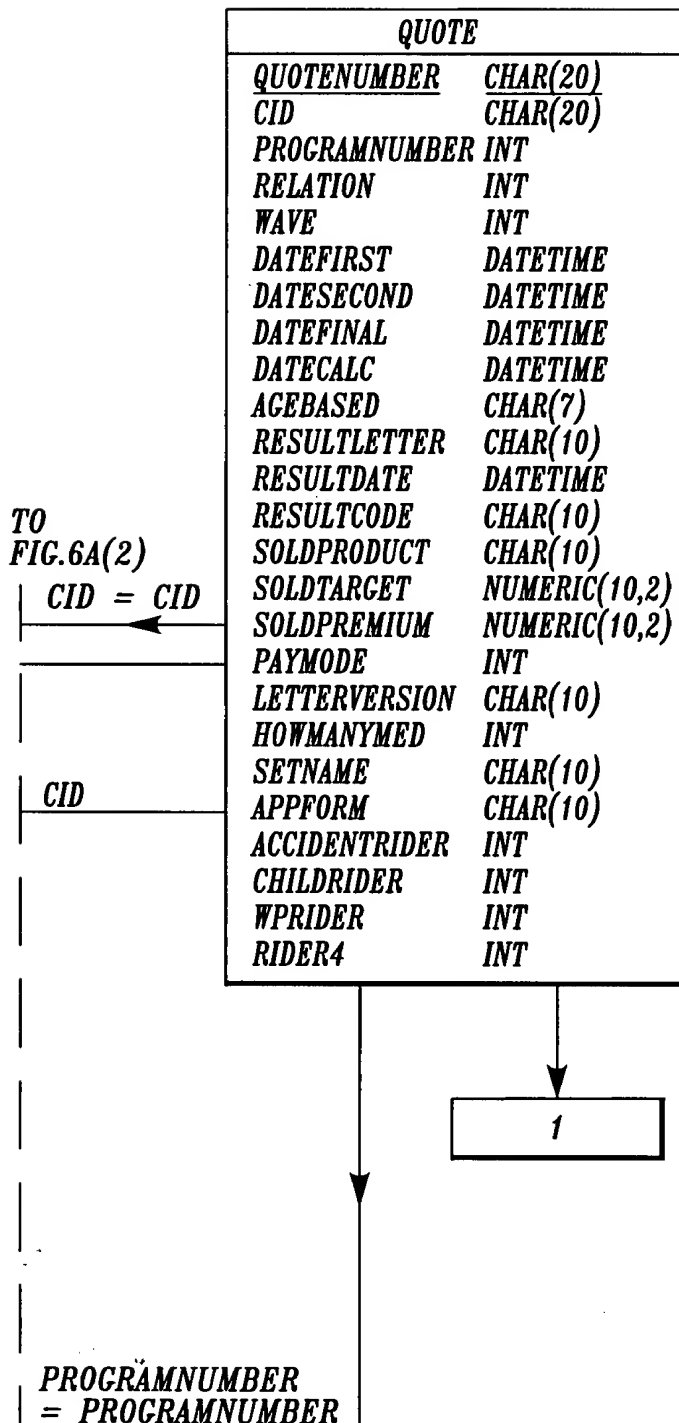 QUOTE
QUOTENUMBER CHAR(20)
CID CHAR(20)
PROGRAMNUMBER INT
RELATION INT
WAVE INT
DATEFIRST DATETIME
DATESECOND DATETIME
DATEFINAL DATETIME
DATECALC DATETIME
AGEBASED CHAR(7)
RESULTLETTER CHAR(10)
RESULTDATE DATETIME
RESULTCODE CHAR(10)
SOLDPRODUCT CHAR(10)
SOLDTARGET NUMERIC(10,2)
SOLDPREMIUM NUMERIC(10,2)
PAYMODE INT
LETTERVERSION CHAR(10)
HOWMANYMED INT
SETNAME CHAR(10)
APPFORM CHAR(10)
ACCIDENTRIDER INT
CHILDRIDER INT
WPRIDER INT
RIDER4 INT
TO
FIG.6A(2)
CID = CID
CID
1
PROGRAMNUMBER
= PROGRAMNUMBER